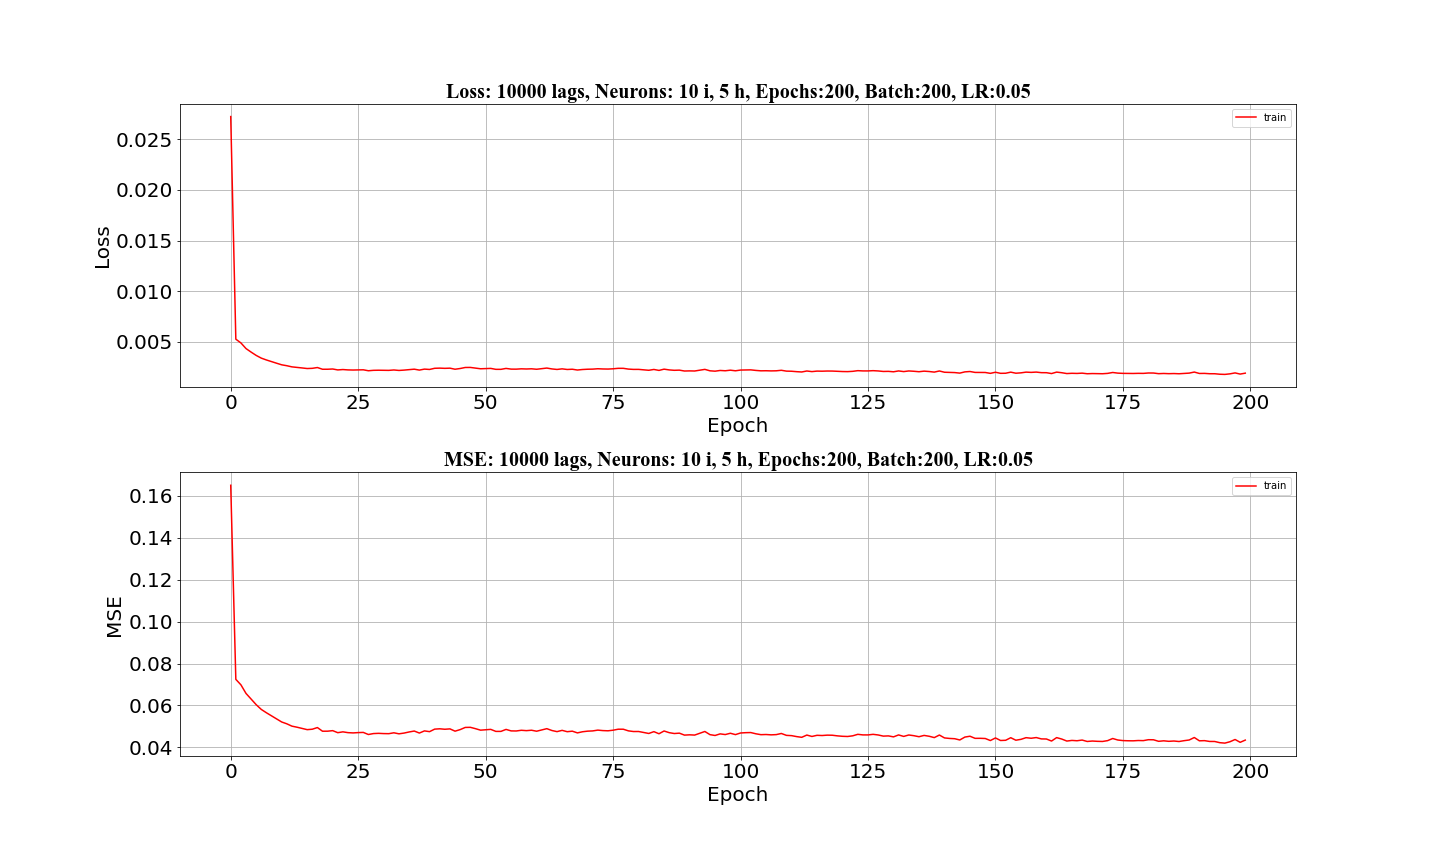 Loss: 10000 lags, Neurons: 10 i, 5 h, Epochs:200, Batch:200, LR:0.05
train
0.025
0.020
0.015
0.010
0.005
Loss
0 25 50 75 100 125 150 175 200
Epoch
MSE: 10000 lags, Neurons: 10 i, 5 h, Epochs:200, Batch:200, LR:0.05
train
0.16
0.14
0.12
0.10
0.08
0.06
0.04
MSE
0 25 50 75 100 125 150 175 200
Epoch